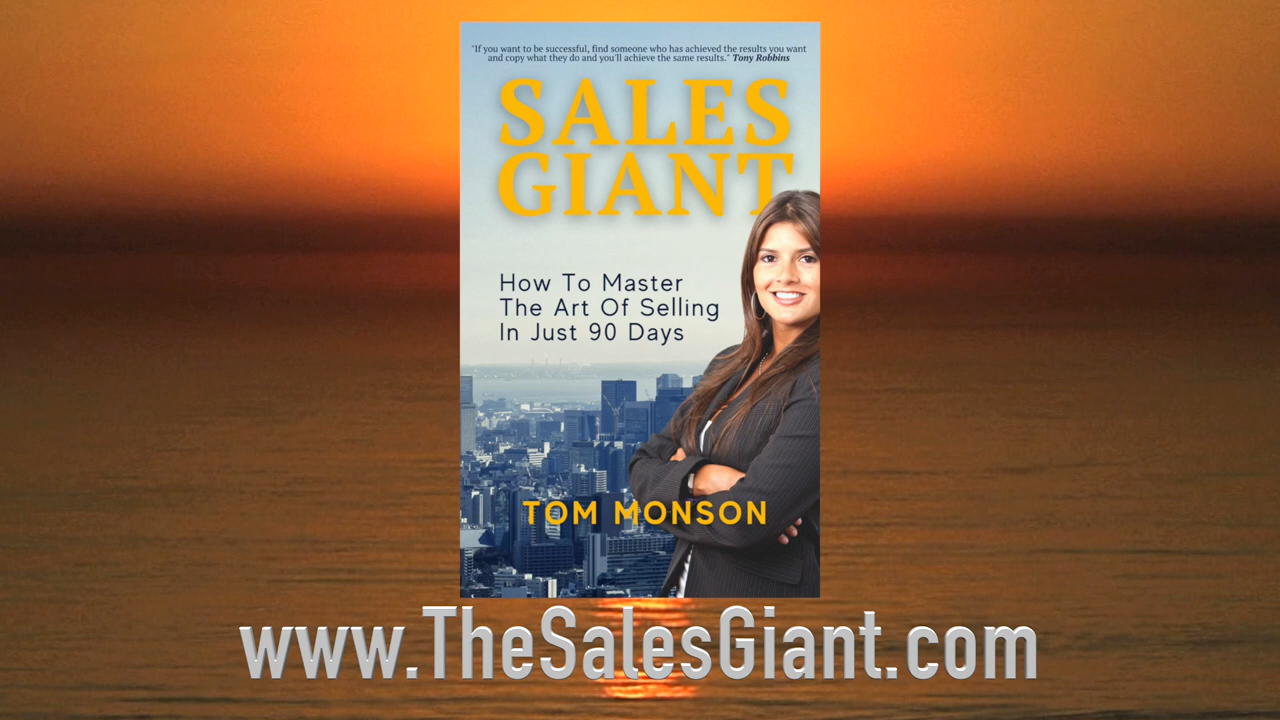 "If you want to be successful, find someone who has achieved the results you want
and copy what they do and you'll achieve the same results." Tony Robbins
SALES
GIANT
How To Master
The Art Of Selling
In Just 90 Days
TOM MONSON
www.TheSalesGiant.com